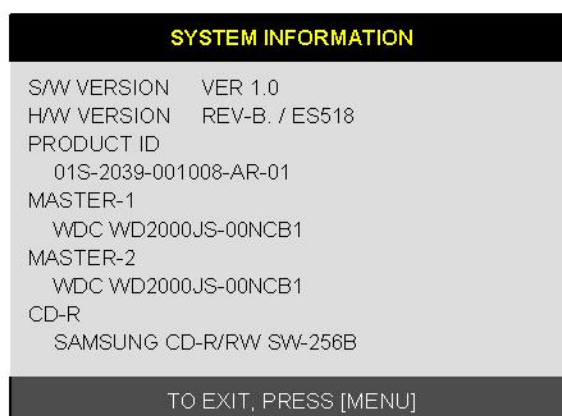 SYSTEM INFORMATION
S/W VERSION VER 1.0
H/W VERSION REV-B. / ES518
PRODUCT ID
01S-2039-001008-AR-01
MASTER-1
WDC WD2000JS-00NCB1
MASTER-2
WDC WD2000JS-00NCB1
CD-R
SAMSUNG CD-R/RW SW-256B
TO EXIT, PRESS [MENU]